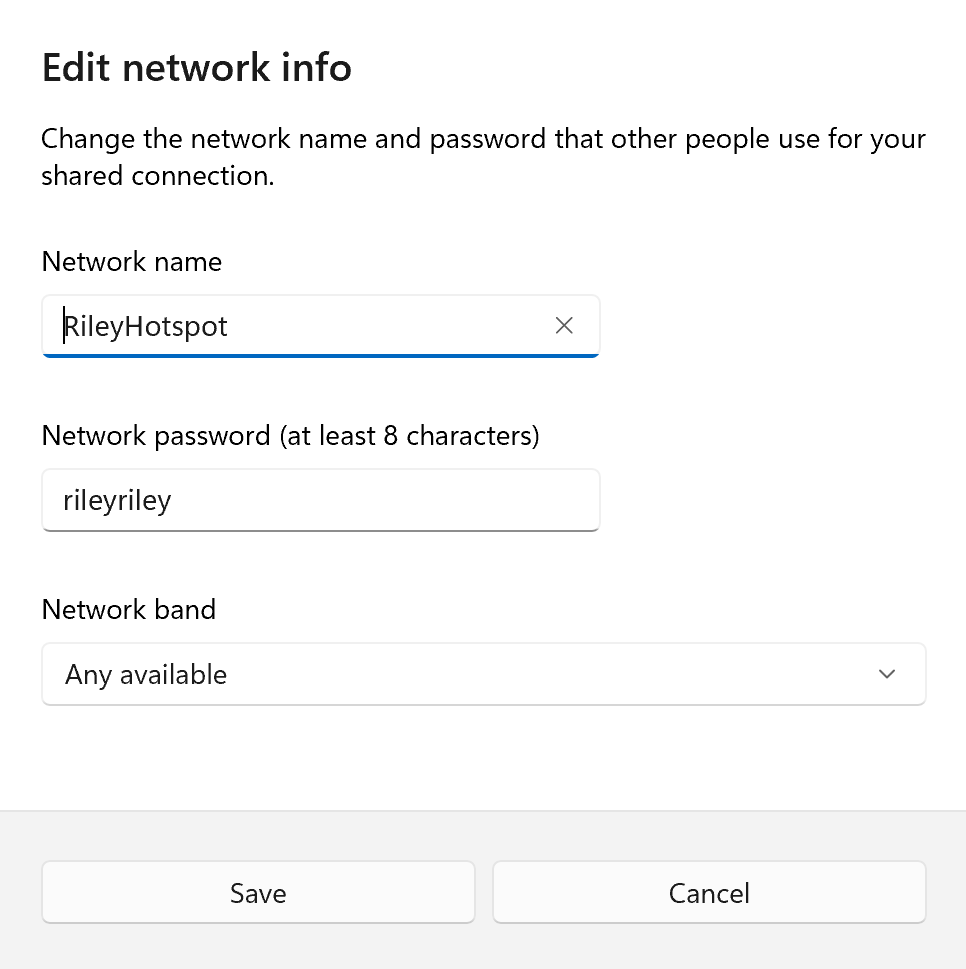 Edit network info
Change the network name and password that other people use for your
shared connection.
Network name
RileyHotspot
Network password (at least 8 characters)
rileyriley
Network band
Any available
Save
Cancel